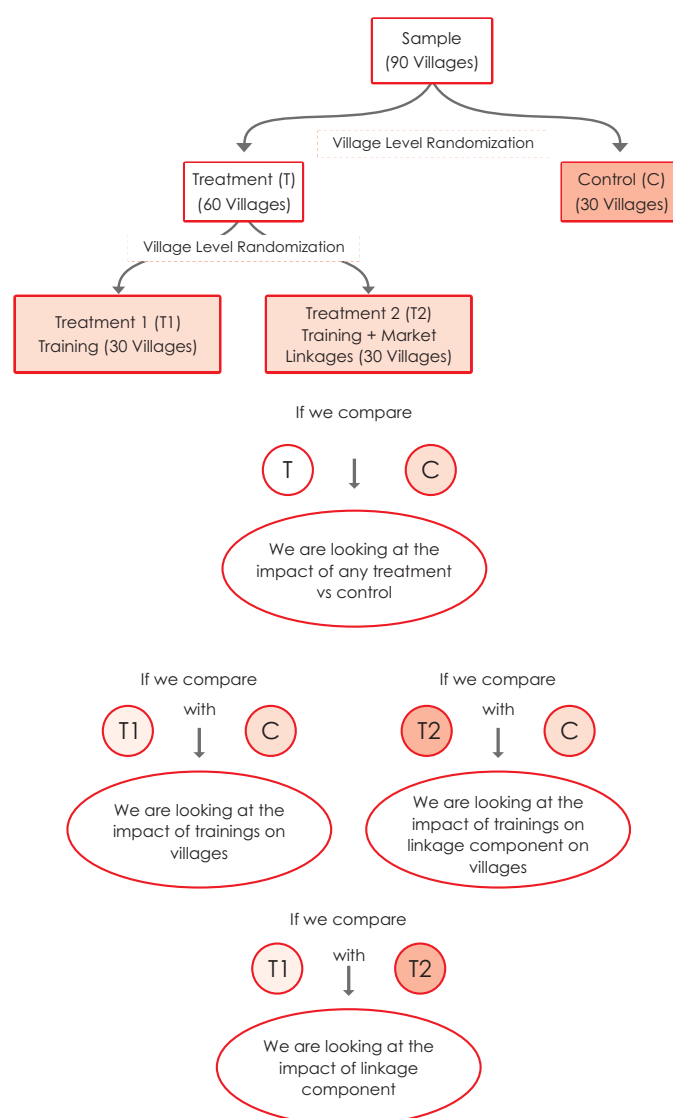 Sample
(90 Villages)
Village Level Randomization
Treatment (T)
(60 Villages)
Control (C)
(30 Villages)
Village Level Randomization
Treatment 1 (T1)
Training (30 Villages)
Treatment 2 (T2)
Training + Market
Linkages (30 Villages)
If we compare
T
C
We are looking at the
impact of any treatment
vs control
If we compare
with
T1
C
We are looking at the
impact of trainings on
villages
If we compare
with
T2
C
We are looking at the
impact of trainings on
linkage component on
villages
If we compare
with
T1
T2
We are looking at the
impact of linkage
component